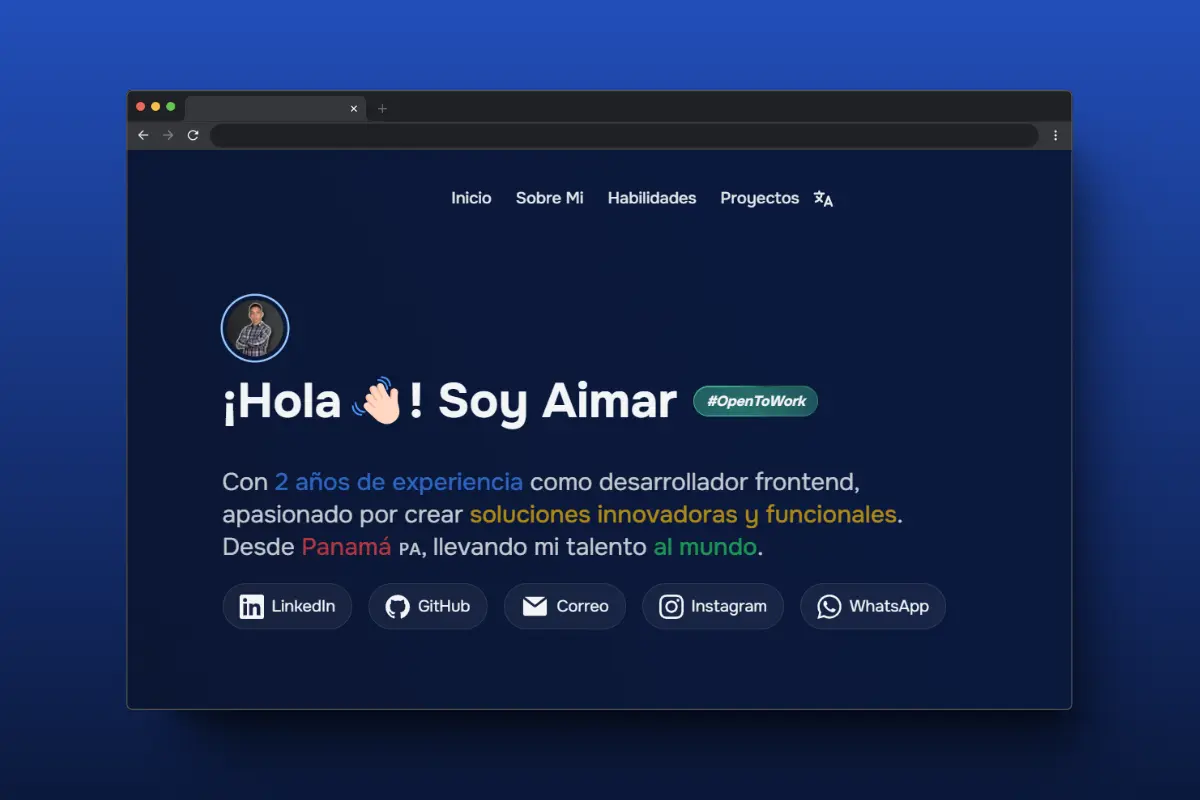 Inicio Sobre Mi Habilidades Proyectos
¡Hola 👋🏻! Soy Aimar #OpenToWork
Con 2 años de experiencia como desarrollador frontend,
apasionado por crear soluciones innovadoras y funcionales.
Desde Panamá PA, llevando mi talento al mundo.
LinkedIn GitHub Correo Instagram WhatsApp